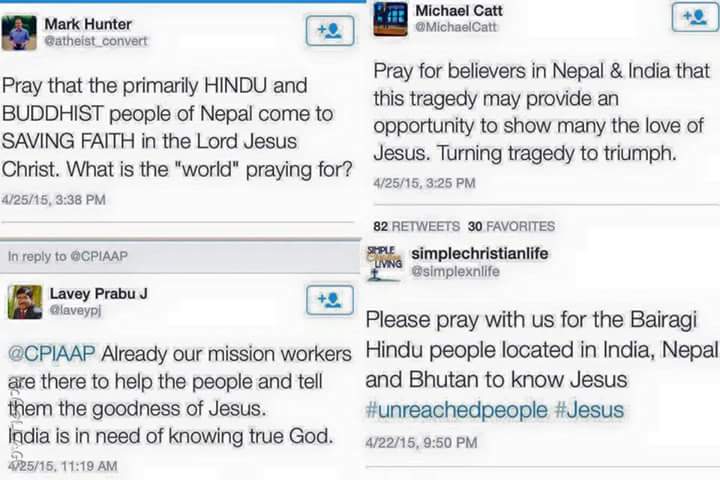 Mark Hunter
@atheist_convert
Pray that the primarily HINDU and
BUDDHIST people of Nepal come to
SAVING FAITH in the Lord Jesus
Christ. What is the "world" praying for?
4/25/15, 3:38 PM
Michael Catt
@MichaelCatt
Pray for believers in Nepal & India that
this tragedy may provide an
opportunity to show many the love of
Jesus. Turning tragedy to triumph.
4/25/15, 3:25 PM
82 RETWEETS 30 FAVORITES
In reply to @CPIAAP
Lavey Prabu J
@laveypj
@CPIAAP Already our mission workers
are there to help the people and tell
them the goodness of Jesus.
India is in need of knowing true God.
4/25/15, 11:19 AM
SIMPLE
LIVING
simplechristianlife
@simplexnlife
Please pray with us for the Bairagi
Hindu people located in India, Nepal
and Bhutan to know Jesus
#unreachedpeople #Jesus
4/22/15, 9:50 PM